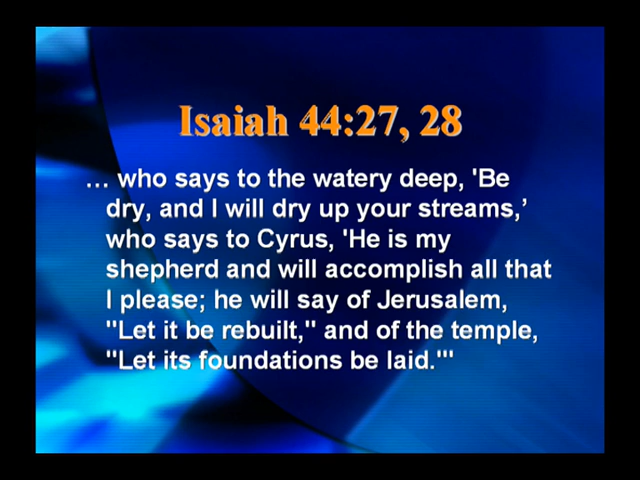 Isaiah 44:27, 28
... who says to the watery deep, 'Be
dry, and I will dry up your streams,’
who says to Cyrus, 'He is my
shepherd and will accomplish all that
I please; he will say of Jerusalem,
"Let it be rebuilt," and of the temple,
"Let its foundations be laid."'